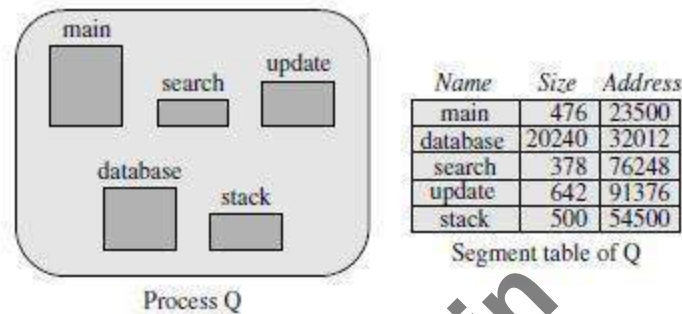 main
search
update
database
stack
Process Q
Name Size Address
main 476 23500
database 20240 32012
search 378 76248
update 642 91376
stack 500 54500
Segment table of Q
in